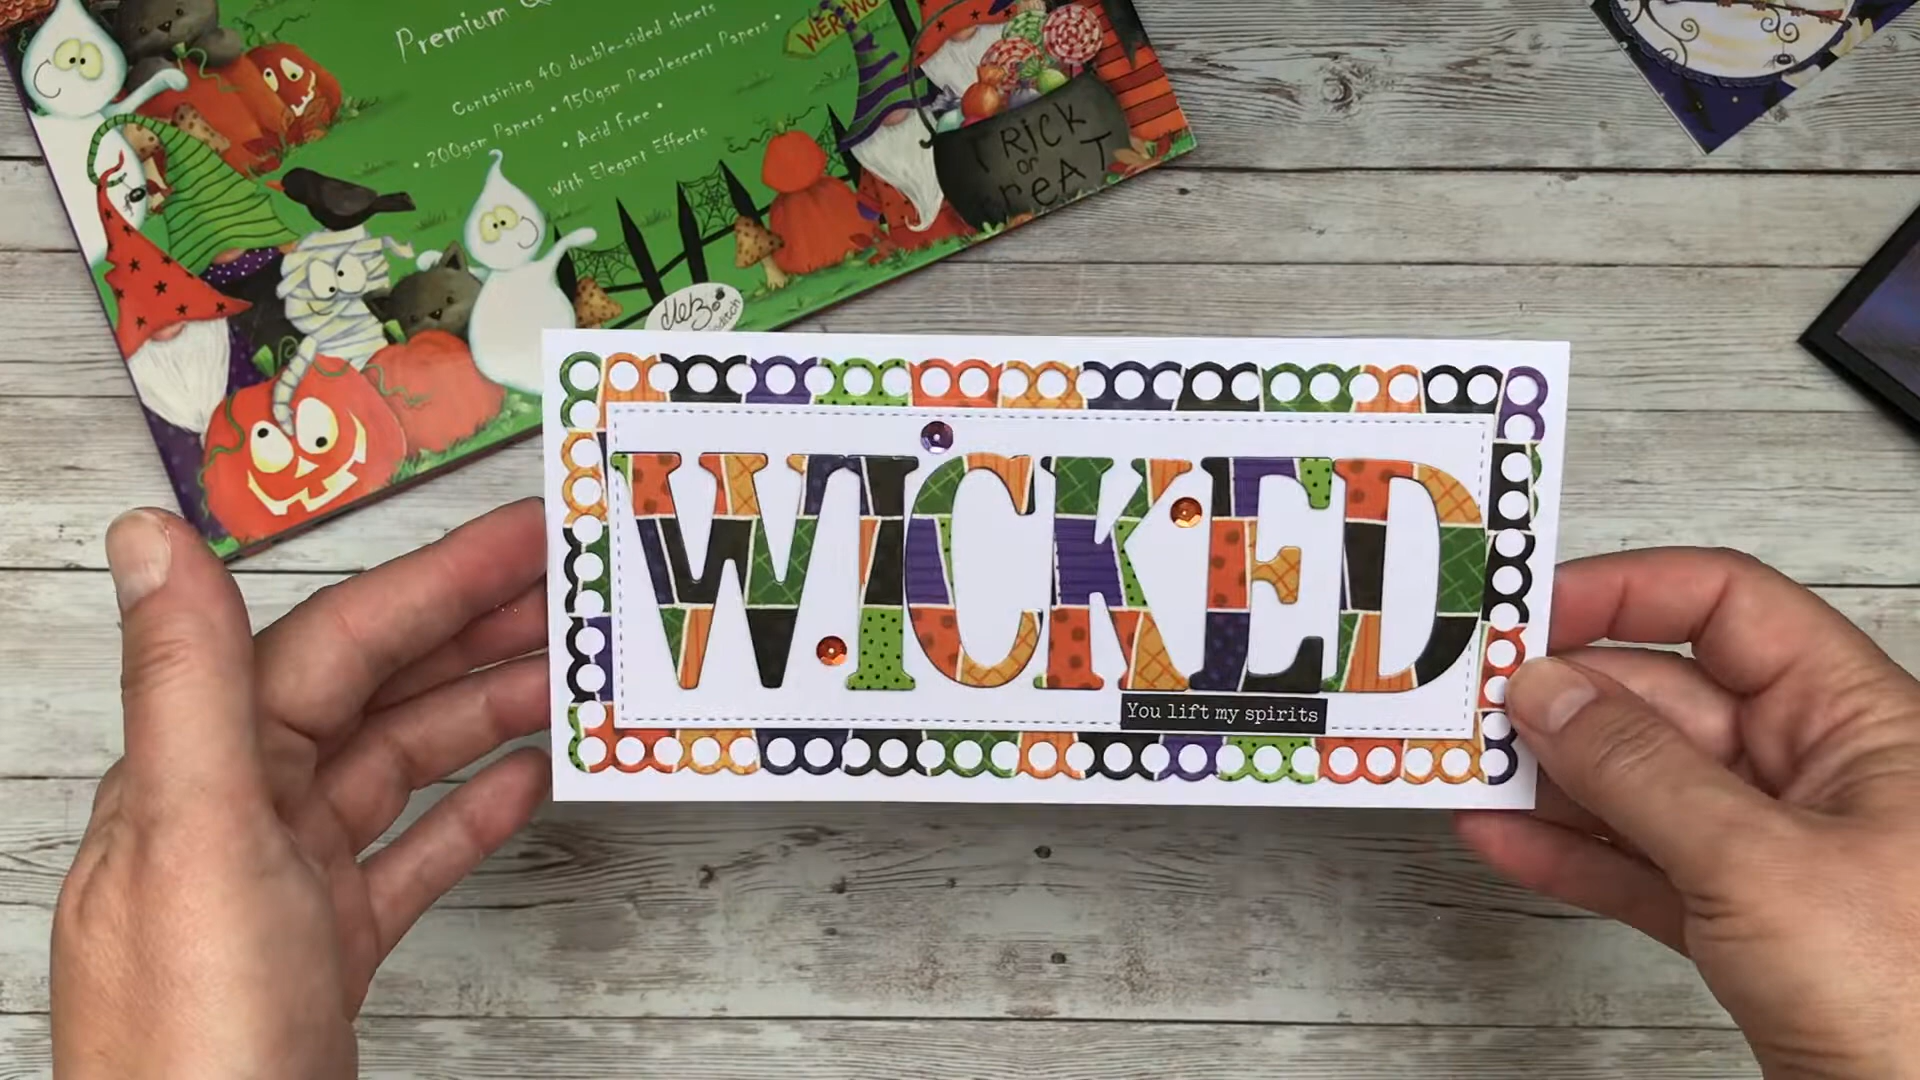 Premium
Containing 40 double-sided sheets
• 200gsm Papers • 150gsm Pearlescent Papers •
• Acid Free •
With Elegant Effects
TRICK
or
TreAT
WICKED
You lift my spirits